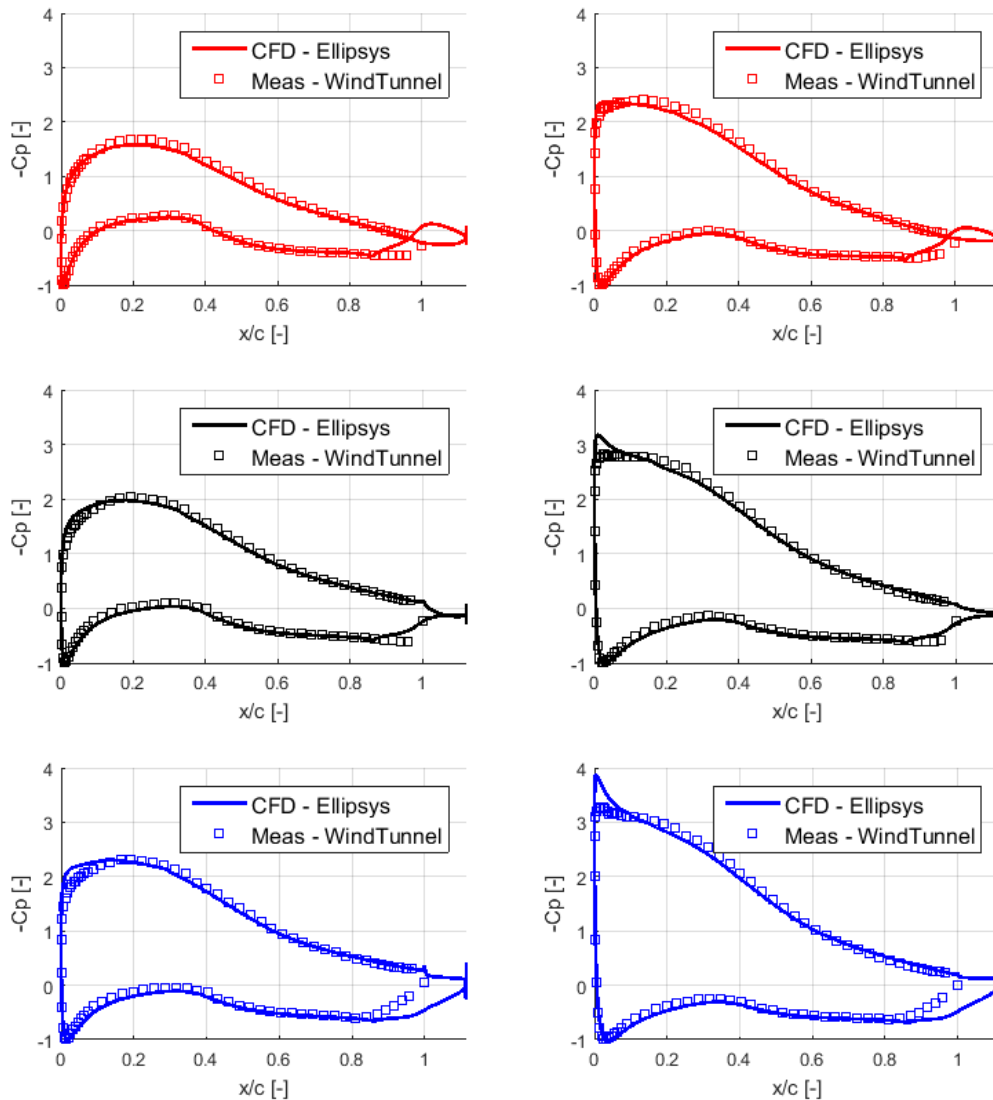 4
3
2
1
0
-1
-Cp [-]
CFD - Ellipsys
Meas - WindTunnel
0 0.2 0.4 0.6 0.8 1
x/c [-]
4
3
2
1
0
-1
-Cp [-]
CFD - Ellipsys
Meas - WindTunnel
0 0.2 0.4 0.6 0.8 1
x/c [-]
4
3
2
1
0
-1
-Cp [-]
CFD - Ellipsys
Meas - WindTunnel
0 0.2 0.4 0.6 0.8 1
x/c [-]
4
3
2
1
0
-1
-Cp [-]
CFD - Ellipsys
Meas - WindTunnel
0 0.2 0.4 0.6 0.8 1
x/c [-]
4
3
2
1
0
-1
-Cp [-]
CFD - Ellipsys
Meas - WindTunnel
0 0.2 0.4 0.6 0.8 1
x/c [-]
4
3
2
1
0
-1
-Cp [-]
CFD - Ellipsys
Meas - WindTunnel
0 0.2 0.4 0.6 0.8 1
x/c [-]